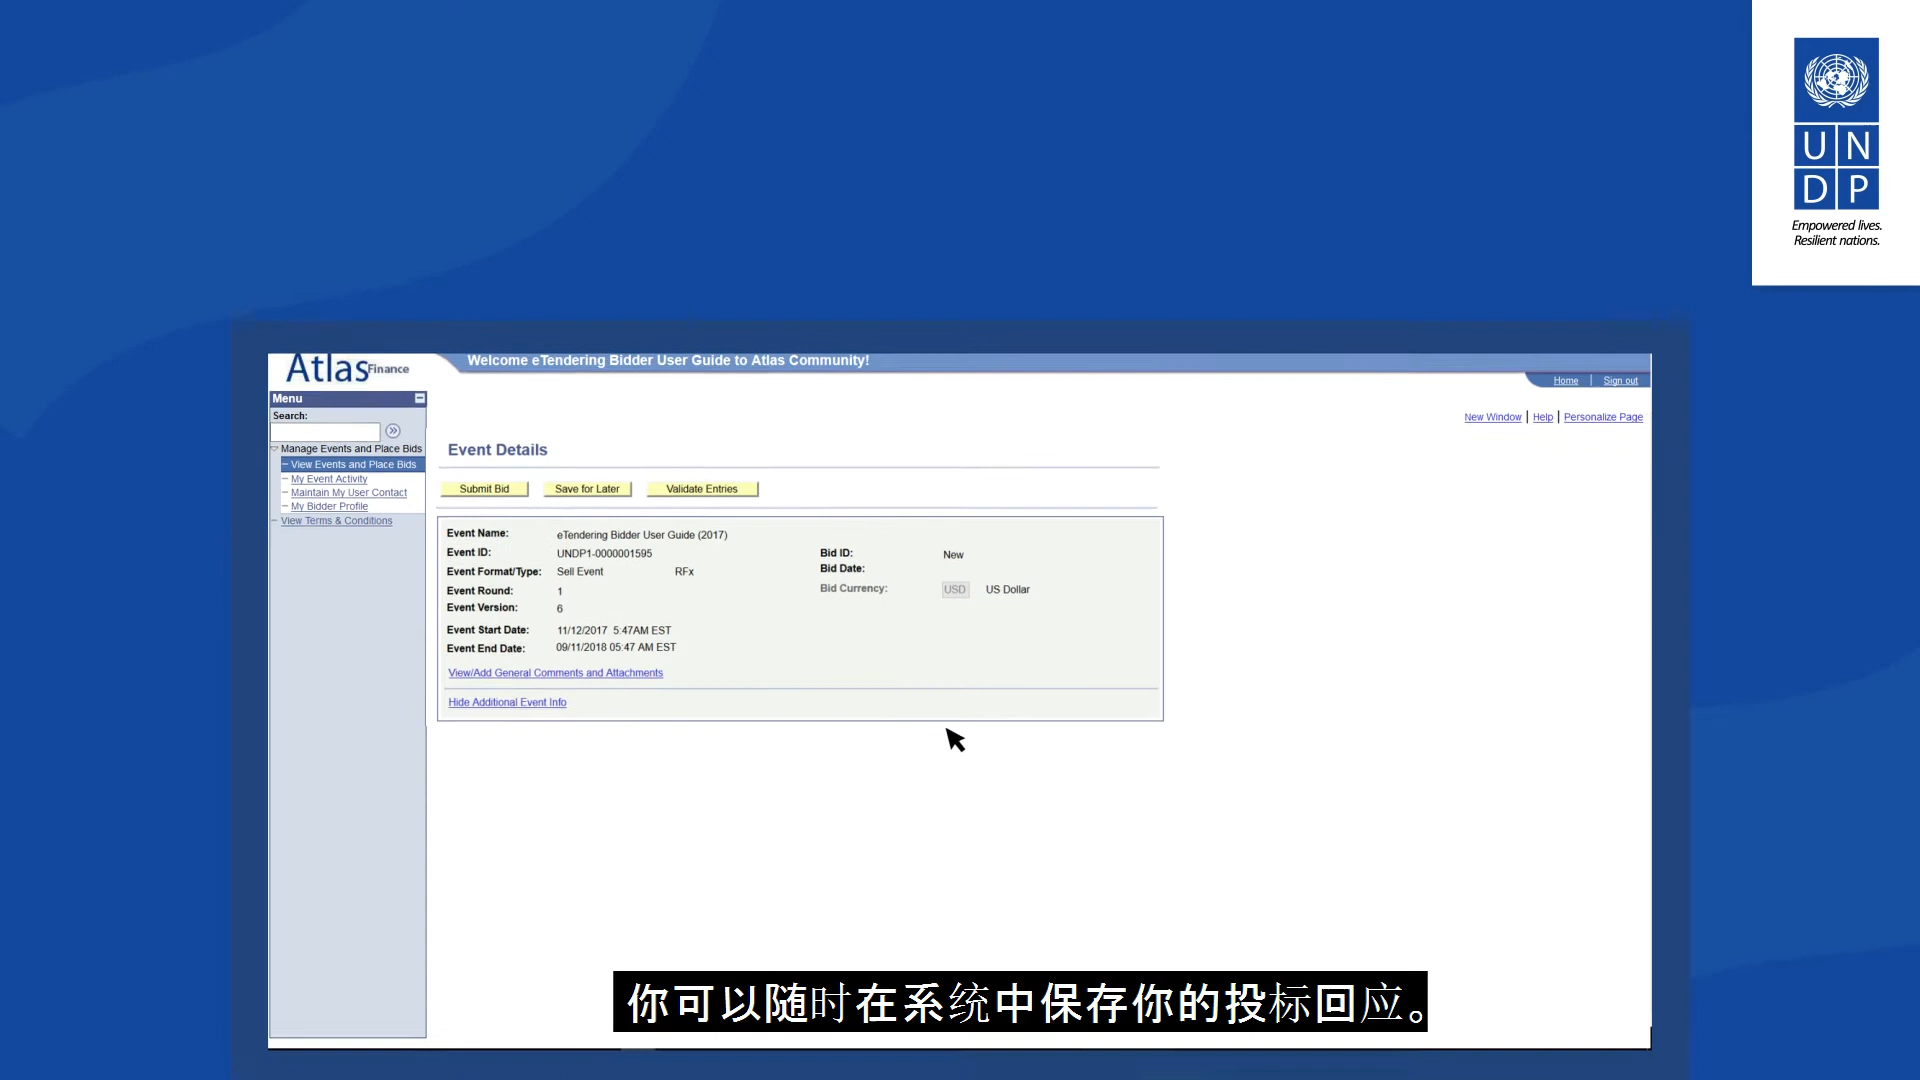 UN
DP
Empowered lives.
Resilient nations.
Atlas Finance
Welcome eTendering Bidder User Guide to Atlas Community!
Home | Sign out
Menu
New Window | Help | Personalize Page
Search:
Manage Events and Place Bids
View Events and Place Bids
My Event Activity
Maintain My User Contact
My Bidder Profile
View Terms & Conditions
Event Details
Submit Bid Save for Later Validate Entries
Event Name: eTendering Bidder User Guide (2017)
Event ID: UNDP1-0000001595 Bid ID: New
Event Format/Type: Sell Event RFx Bid Date:
Event Round: 1 Bid Currency: USD US Dollar
Event Version: 6
Event Start Date: 11/12/2017 5:47AM EST
Event End Date: 09/11/2018 05:47 AM EST
View/Add General Comments and Attachments
Hide Additional Event Info
你可以随时在系统中保存你的投标回应。